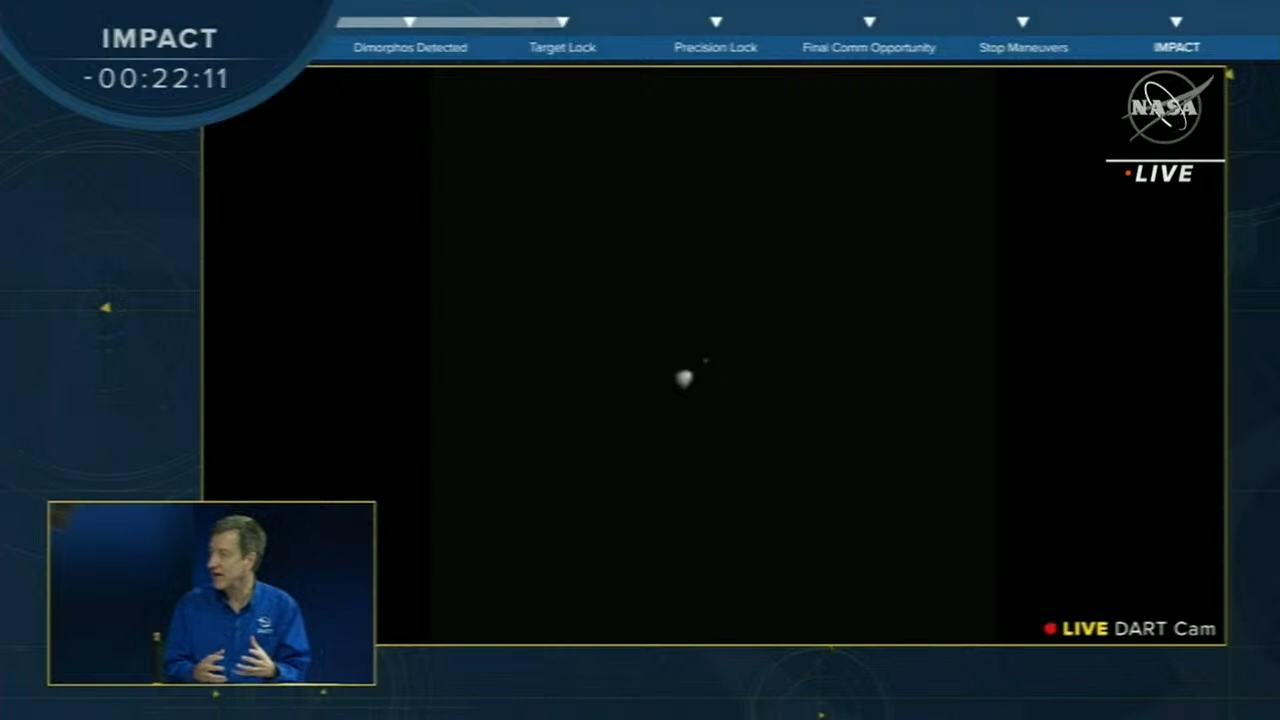 IMPACT
-00:22:11
Dimorphos Detected
Target Lock
Precision Lock
Final Comm Opportunity
Stop Maneuvers
IMPACT
NASA
LIVE
LIVE DART Cam